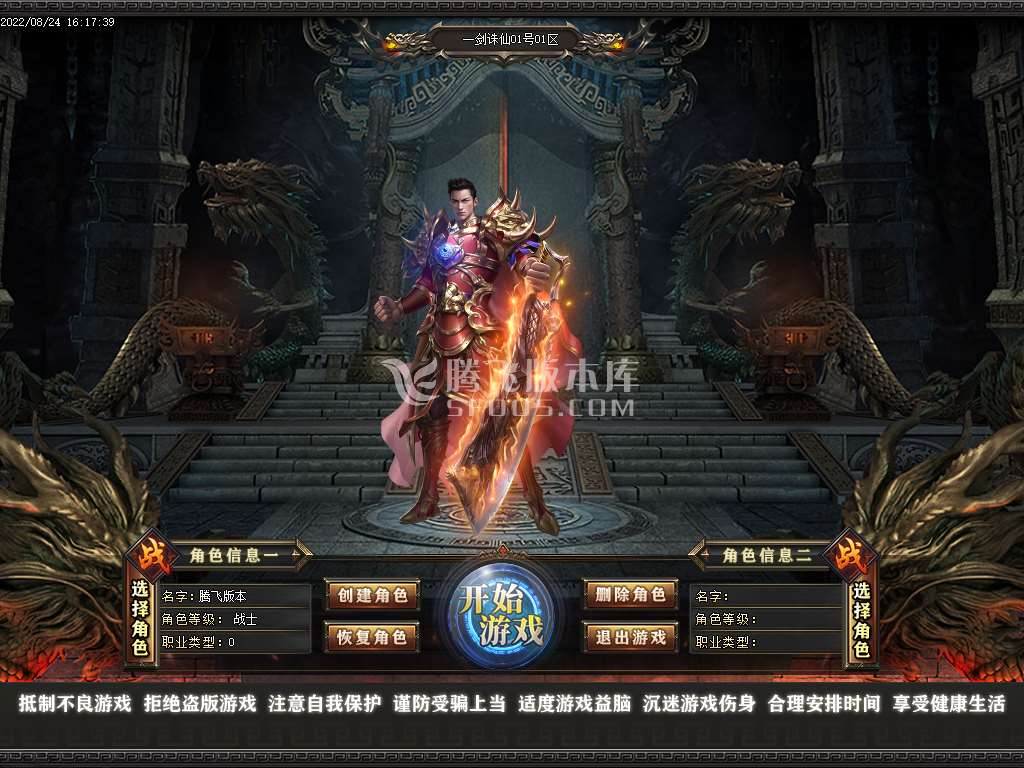 2022/08/24 16:17:39
一剑诛仙01号01区
腾飞版本库
SF005.COM
战
角色信息一
选择角色
名字：腾飞版本
角色等级： 战士
职业类型：0
创建角色
恢复角色
开始游戏
删除角色
退出游戏
角色信息二
战
名字：
角色等级：
职业类型：
选择角色
抵制不良游戏 拒绝盗版游戏 注意自我保护 谨防受骗上当 适度游戏益脑 沉迷游戏伤身 合理安排时间 享受健康生活